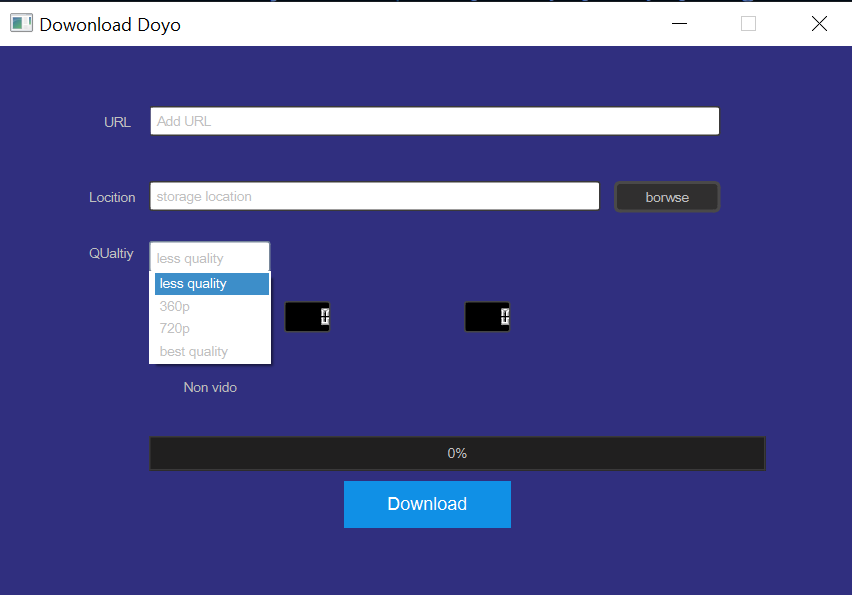 Dowonload Doyo
URL
Add URL
Locition
storage location
borwse
QUaltiy
less quality
less quality
360p
720p
best quality
Non vido
0%
Download